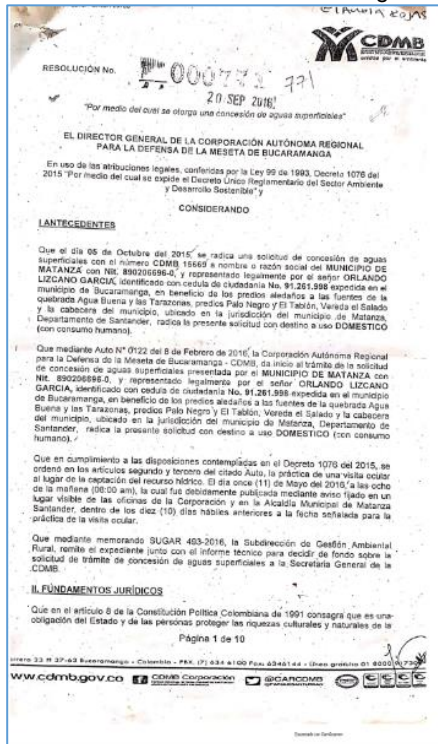 CLAUDIA ROJAS
CDMB
RESOLUCIÓN No. 000771 771
20 SEP 2016
"Por medio del cual se otorga una concesión de aguas superficiales"
EL DIRECTOR GENERAL DE LA CORPORACIÓN AUTÓNOMA REGIONAL
PARA LA DEFENSA DE LA MESETA DE BUCARAMANGA
En uso de las atribuciones legales, conferidas por la Ley 99 de 1993, Decreto 1076 del
2015 "Por medio del cual se expide el Decreto Único Reglamentario del Sector Ambiente
y Desarrollo Sostenible" y
CONSIDERANDO
I.ANTECEDENTES
Que el día 05 de Octubre del 2015, se radica una solicitud de concesión de aguas
superficiales con el número CDMB 15669 a nombre o razón social del MUNICIPIO DE
MATANZA con Nit. 890206696-0, y representado legalmente por el señor ORLANDO
LIZCANO GARCIA, identificado con cedula de ciudadanía No. 91.261.998 expedida en el
municipio de Bucaramanga, en beneficio de los predios aledaños a las fuentes de la
quebrada Agua Buena y las Tarazonas, predios Palo Negro y El Tablón, Vereda el Salado
y la cabecera del municipio, ubicado en la jurisdicción del municipio de Matanza,
Departamento de Santander, radica la presente solicitud con destino a uso DOMESTICO
(con consumo humano).
Que mediante Auto N° 0122 del 8 de Febrero de 2016, la Corporación Autónoma Regional
para la Defensa de la Meseta de Bucaramanga - CDMB, da inicio al trámite de la solicitud
de concesión de aguas superficiales presentada por el MUNICIPIO DE MATANZA con
Nit. 890206696-0, y representado legalmente por el señor ORLANDO LIZCANO
GARCIA, identificado con cedula de ciudadanía No. 91.261.998 expedida en el municipio
de Bucaramanga, en beneficio de los predios aledaños a las fuentes de la quebrada Agua
Buena y las Tarazonas, predios Palo Negro y El Tablón, Vereda el Salado y la cabecera
del municipio, ubicado en la jurisdicción del municipio de Matanza, Departamento de
Santander, radica la presente solicitud con destino a uso DOMESTICO (con consumo
humano).
Que en cumplimiento a las disposiciones contempladas en el Decreto 1076 del 2015, se
ordenó en los artículos segundo y tercero del citado Auto, la práctica de una visita ocular
al lugar de la captación del recurso hídrico. El día once (11) de Mayo del 2016, a las ocho
de la mañana (08:00 am), la cual fue debidamente publicada mediante aviso fijado en un
lugar visible de las oficinas de la Corporación y en la Alcaldía Municipal de Matanza
Santander, dentro de los diez (10) días hábiles anteriores a la fecha señalada para la
práctica de la visita ocular.
Que mediante memorando SUGAR 493-2016, la Subdirección de Gestión Ambiental
Rural, remite el expediente junto con el informe técnico para decidir de fondo sobre la
solicitud de trámite de concesión de aguas superficiales a la Secretaria General de la
CDMB.
II. FUNDAMENTOS JURÍDICOS
Que en el artículo 8 de la Constitución Política Colombiana de 1991 consagra que es una
obligación del Estado y de las personas proteger las riquezas culturales y naturales de la
Página 1 de 10
Carrera 23 # 37-63 Bucaramanga - Colombia - PBX. (7) 634 6100 Fax: 6346144 - Línea gratuita 01 8000
www.cdmb.gov.co CDMB Corporación @CARCDMB